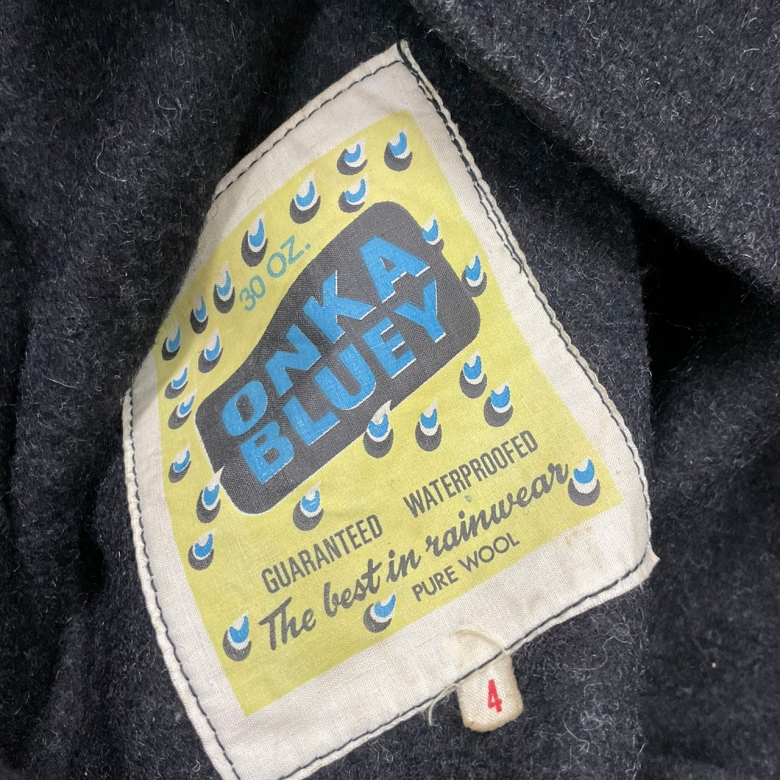 30 OZ.
ONKA
BLUEY
GUARANTEED WATERPROOFED
The best in rainwear
PURE WOOL
4